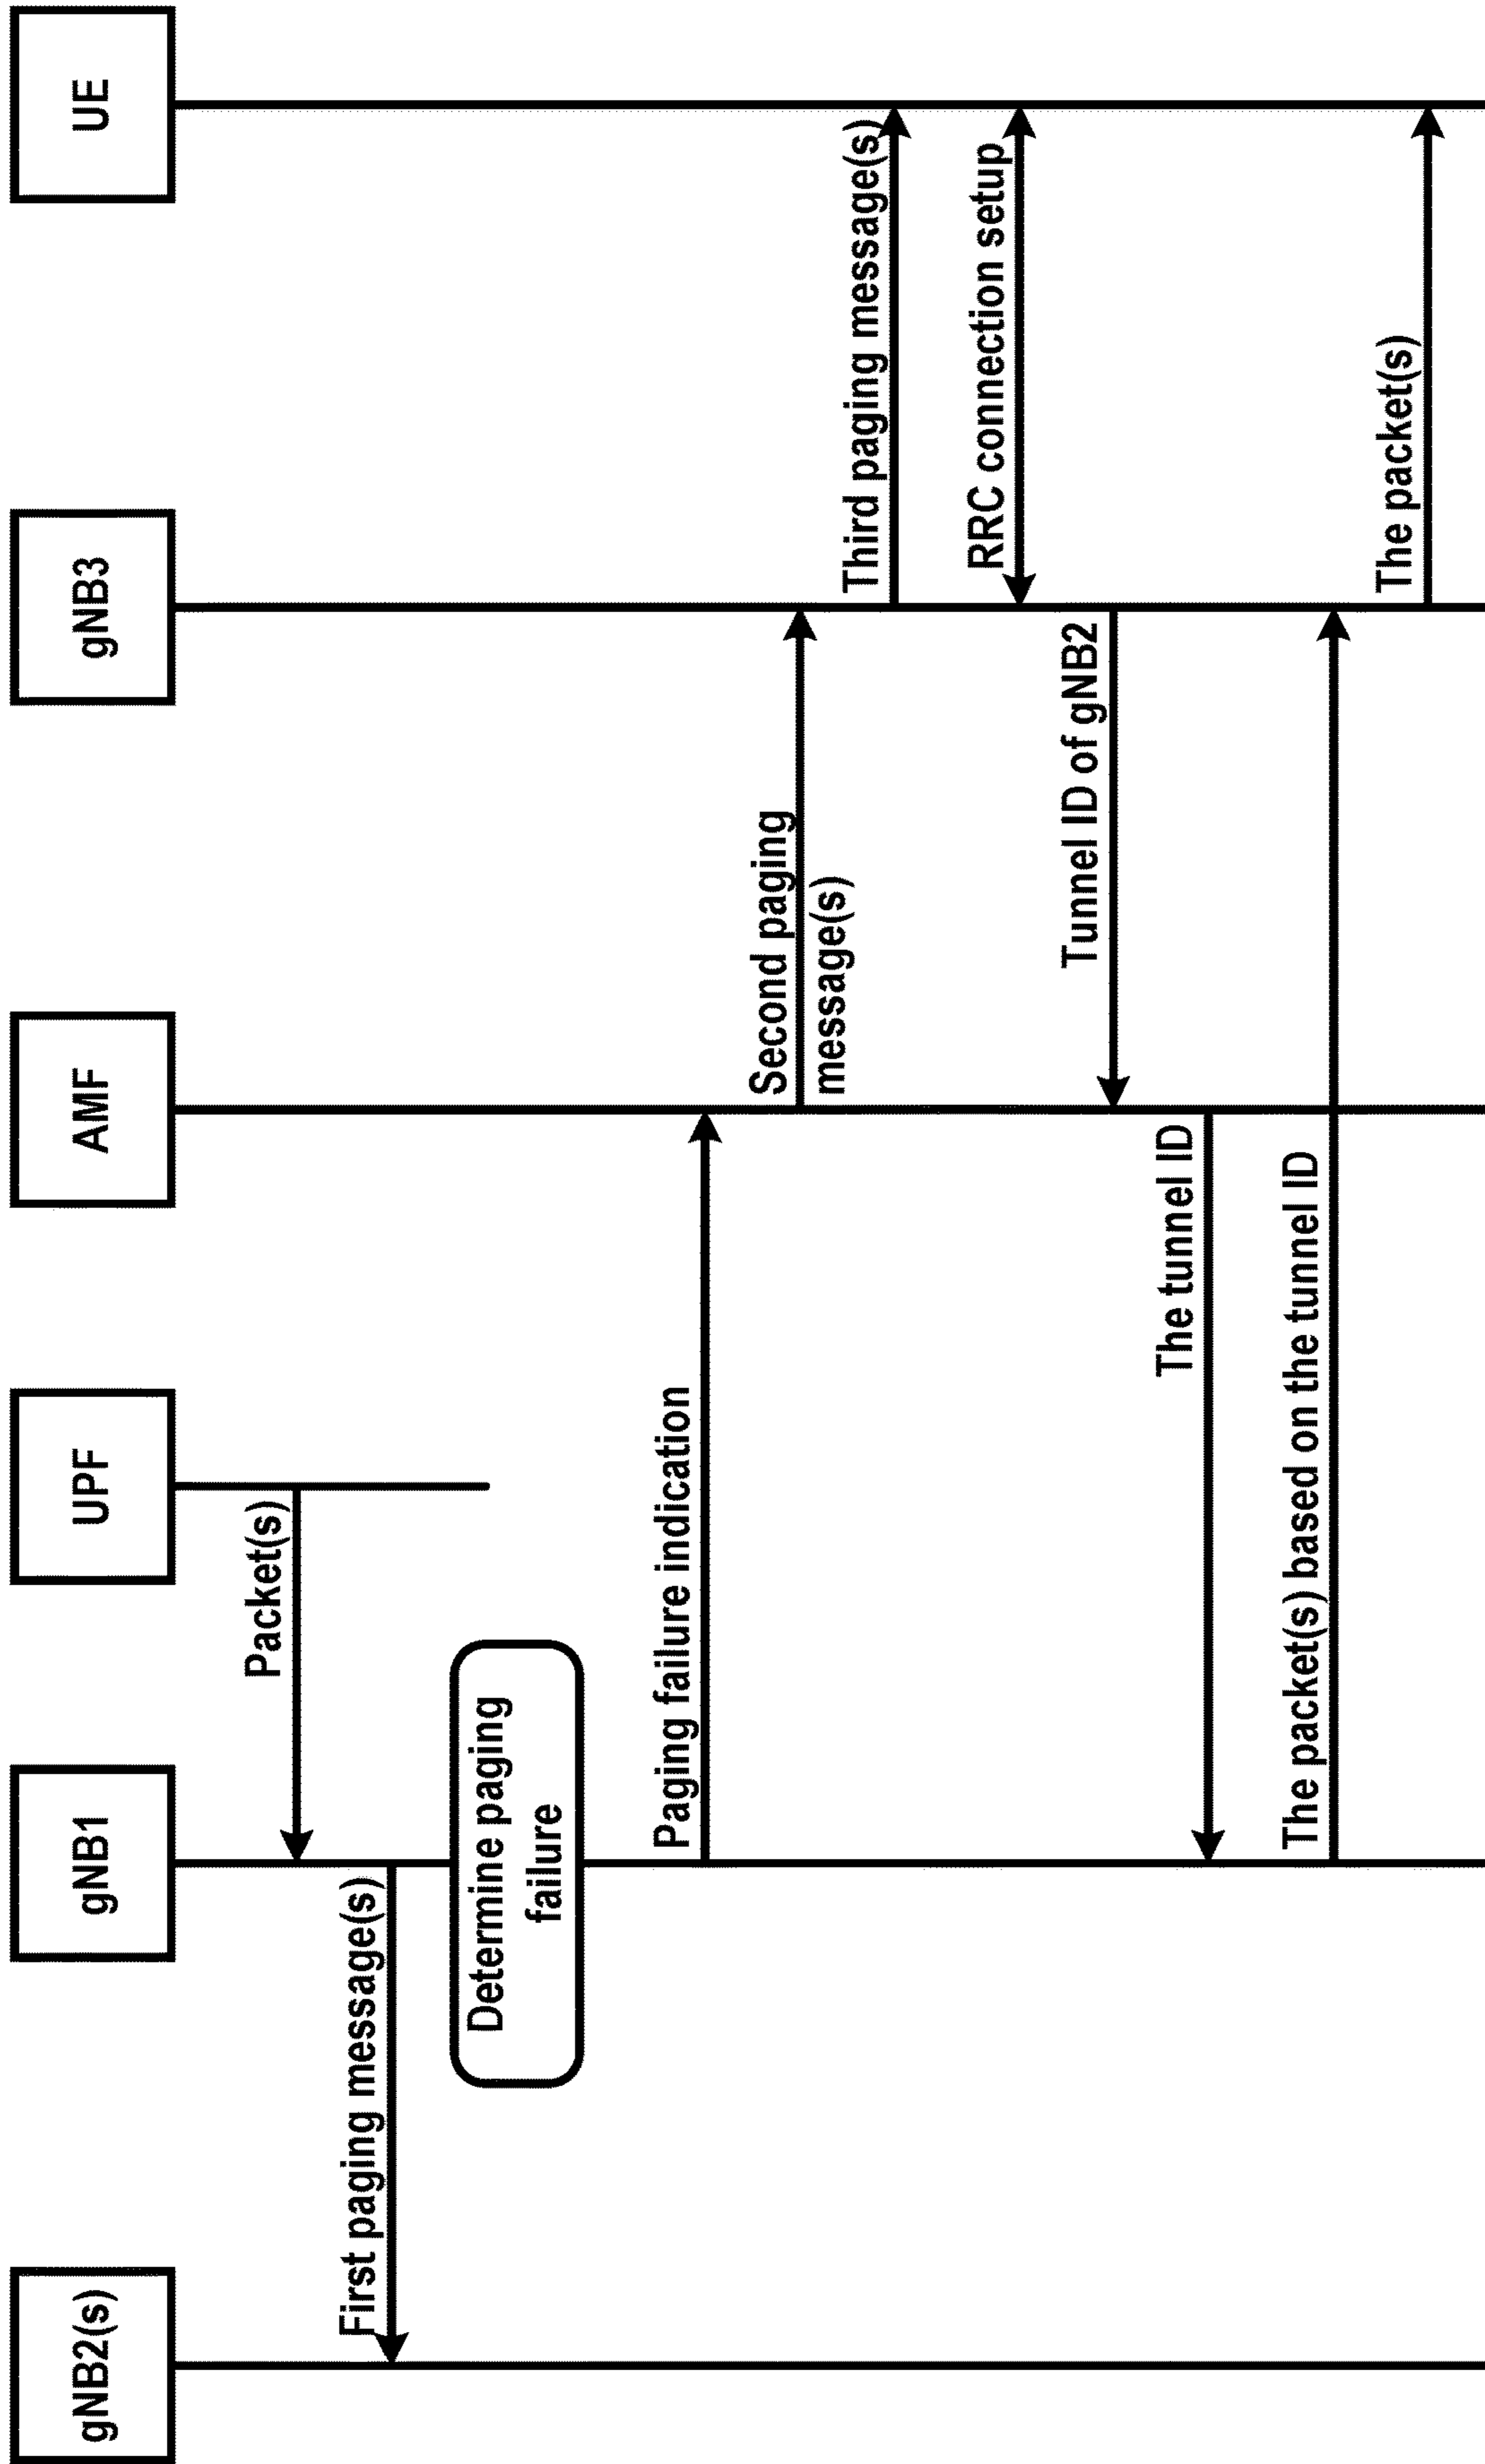 gNB2(s)
gNB1
UPF
AMF
gNB3
UE
Packet(s)
First paging message(s)
Determine paging
failure
Paging failure indication
Second paging
message(s)
Third paging message(s)
RRC connection setup
Tunnel ID of gNB2
The tunnel ID
The packet(s) based on the tunnel ID
The packet(s)